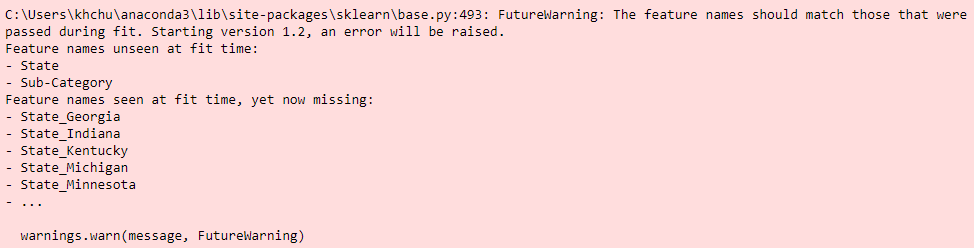 C:\Users\khchu\anaconda3\lib\site-packages\sklearn\base.py:493: FutureWarning: The feature names should match those that were
passed during fit. Starting version 1.2, an error will be raised.
Feature names unseen at fit time:
- State
- Sub-Category
Feature names seen at fit time, yet now missing:
- State_Georgia
- State_Indiana
- State_Kentucky
- State_Michigan
- State_Minnesota
- ...
warnings.warn(message, FutureWarning)